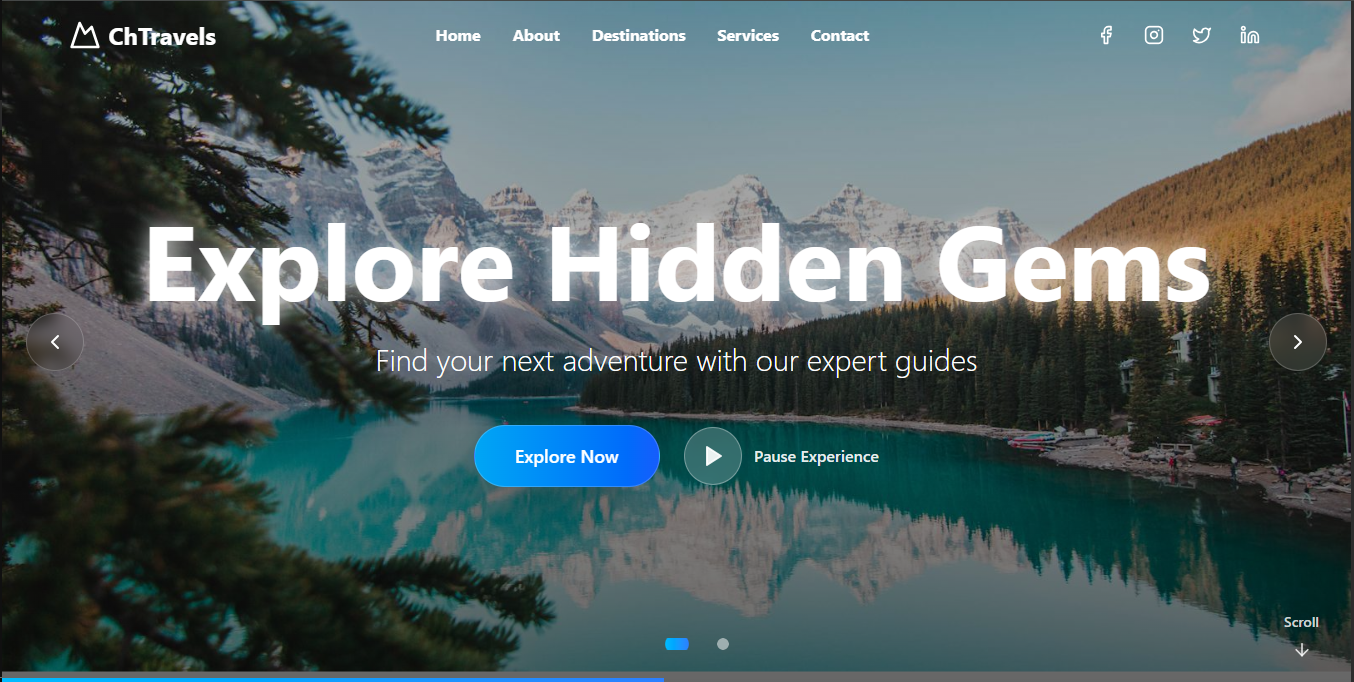 ChTravels
Home About Destinations Services Contact
Explore Hidden Gems
Find your next adventure with our expert guides
Explore Now
Pause Experience
Scroll